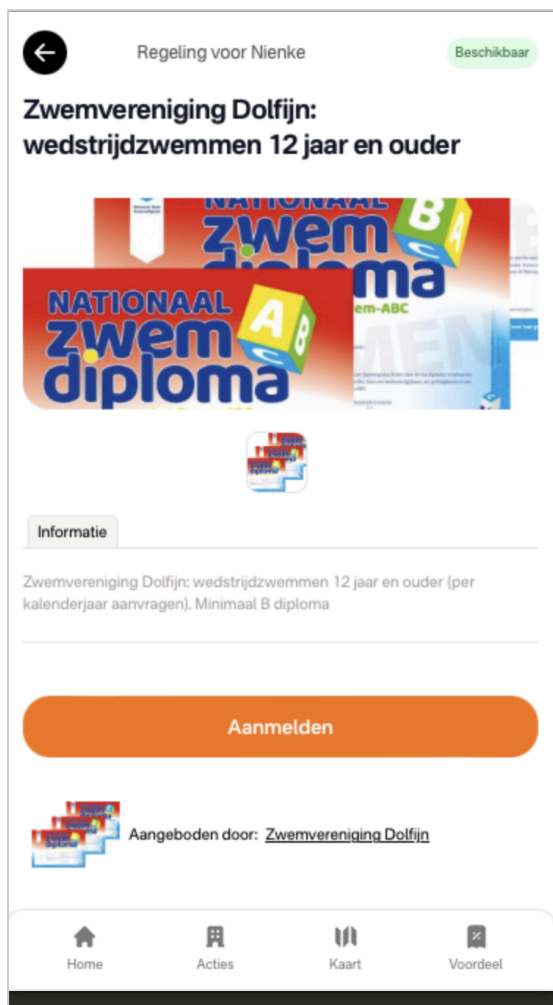 Regeling voor Nienke
Beschikbaar
Zwemvereniging Dolfijn:
wedstrijdzwemmen 12 jaar en ouder
NATIONAAL
zwem
diploma
em-ABC
B
A
C
NATIONAAL
zwem
diploma
A
B
C
Informatie
Zwemvereniging Dolfijn: wedstrijdzwemmen 12 jaar en ouder (per
kalenderjaar aanvragen). Minimaal B diploma
Aanmelden
Aangeboden door: Zwemvereniging Dolfijn
Home
Acties
Kaart
Voordeel